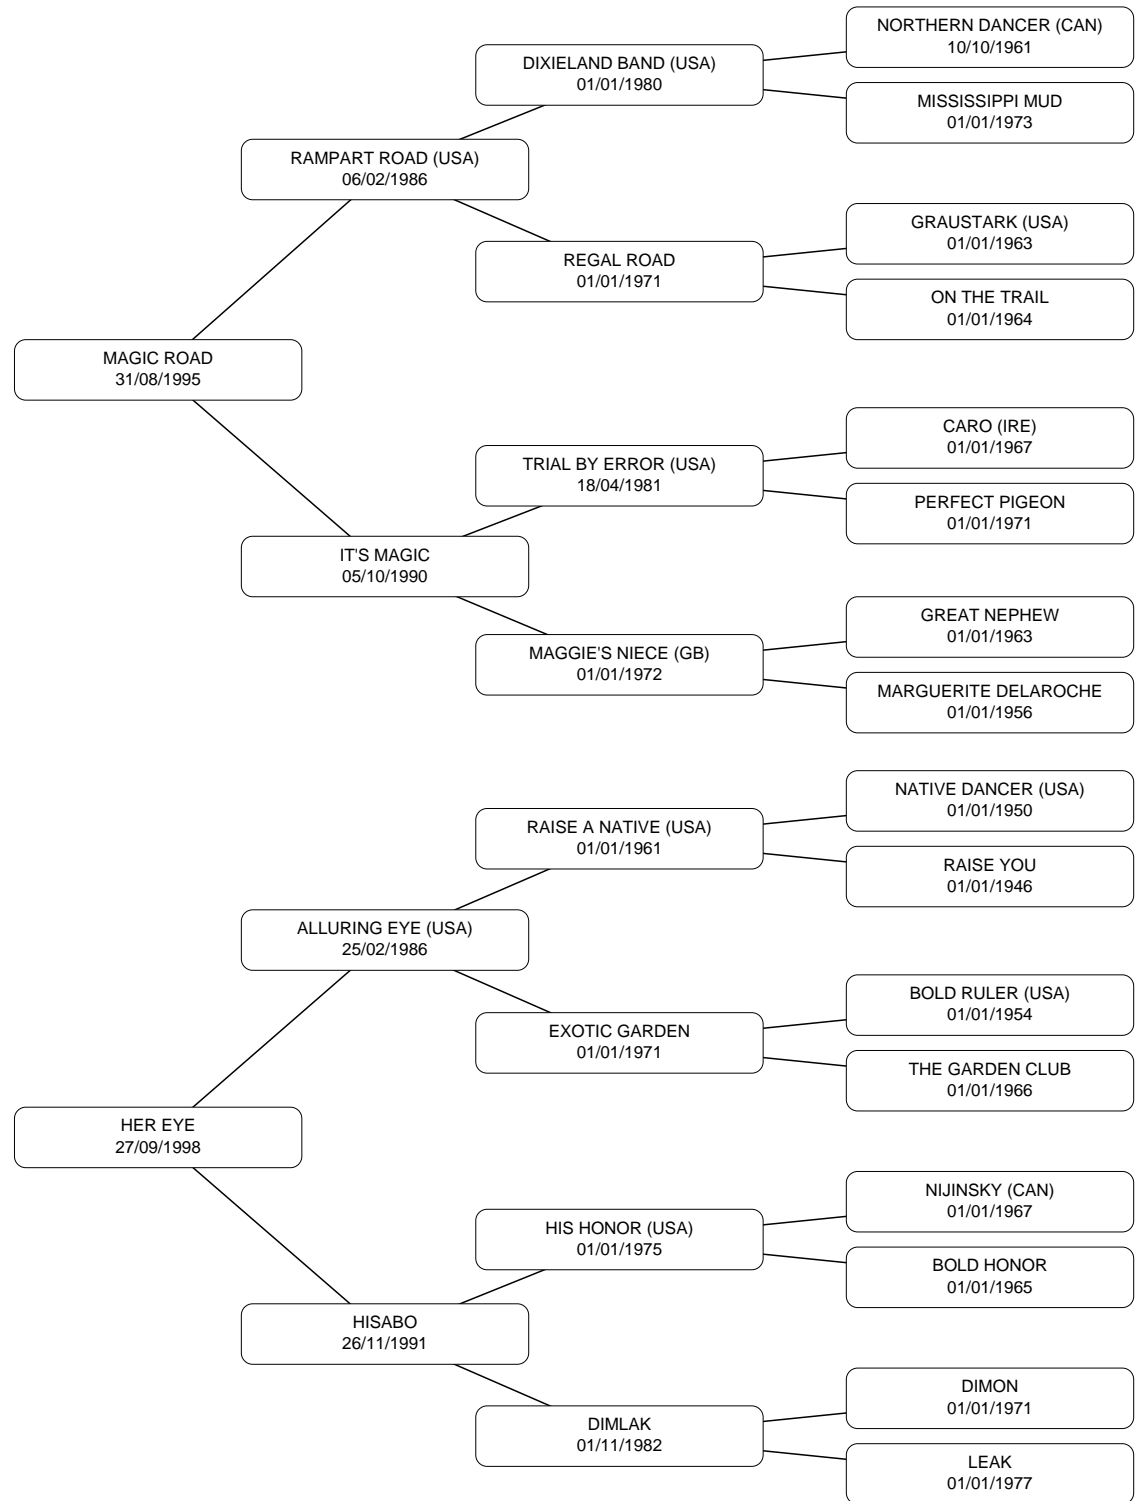 NORTHERN DANCER (CAN)
10/10/1961
DIXIELAND BAND (USA)
01/01/1980
MISSISSIPPI MUD
01/01/1973
RAMPART ROAD (USA)
06/02/1986
GRAUSTARK (USA)
01/01/1963
REGAL ROAD
01/01/1971
ON THE TRAIL
01/01/1964
MAGIC ROAD
31/08/1995
CARO (IRE)
01/01/1967
TRIAL BY ERROR (USA)
18/04/1981
PERFECT PIGEON
01/01/1971
IT'S MAGIC
05/10/1990
GREAT NEPHEW
01/01/1963
MAGGIE'S NIECE (GB)
01/01/1972
MARGUERITE DELAROCHE
01/01/1956
NATIVE DANCER (USA)
01/01/1950
RAISE A NATIVE (USA)
01/01/1961
RAISE YOU
01/01/1946
ALLURING EYE (USA)
25/02/1986
BOLD RULER (USA)
01/01/1954
EXOTIC GARDEN
01/01/1971
THE GARDEN CLUB
01/01/1966
HER EYE
27/09/1998
NIJINSKY (CAN)
01/01/1967
HIS HONOR (USA)
01/01/1975
BOLD HONOR
01/01/1965
HISABO
26/11/1991
DIMON
01/01/1971
DIMLAK
01/11/1982
LEAK
01/01/1977